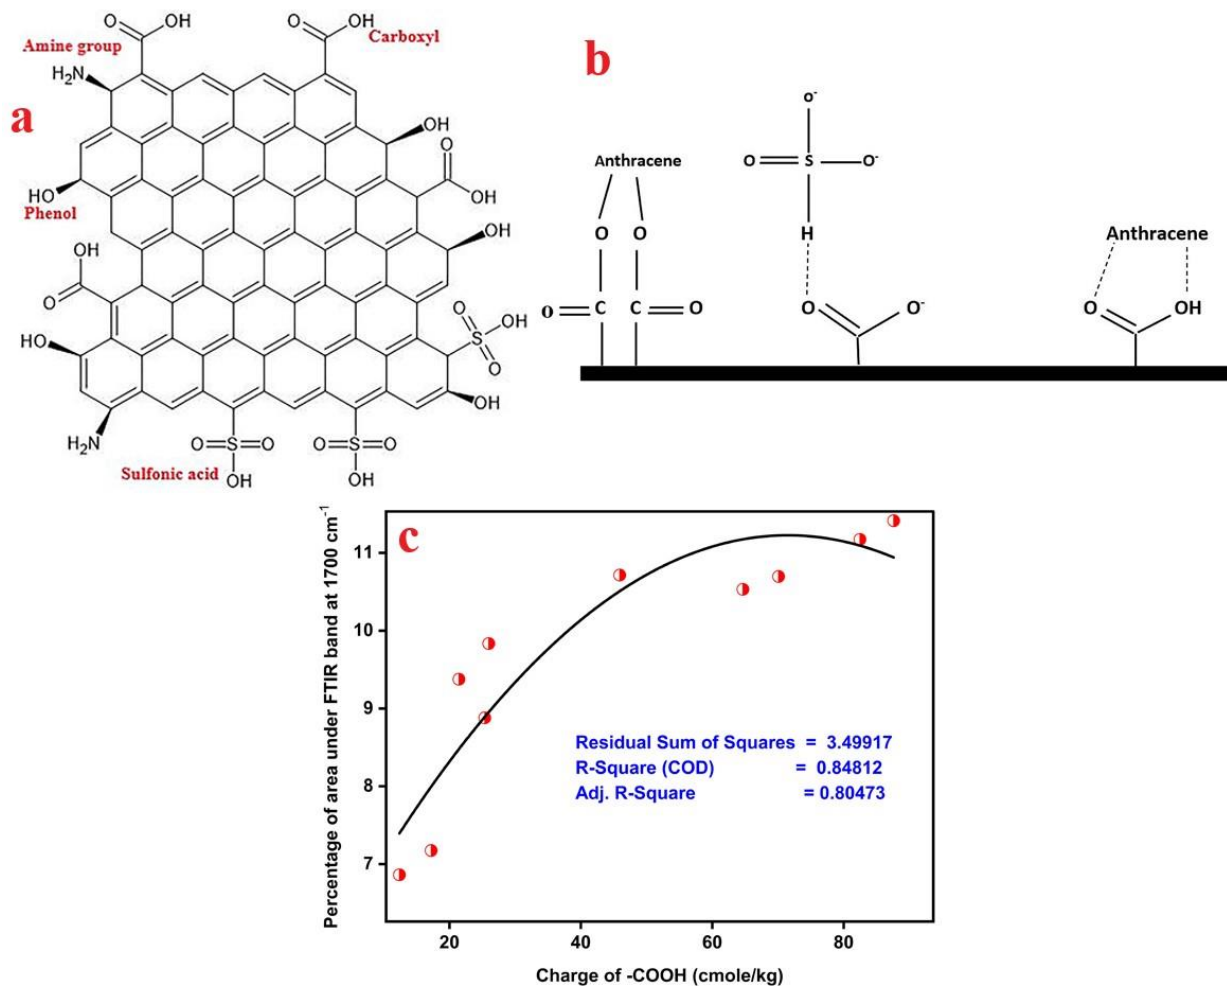 a
Amine group
Carboxyl
O
OH
O
OH
H₂N
OH
O
OH
HO
Phenol
OH
OH
O
O
OH
S
O
HO
OH
H₂N
O=S=O
OH
O=S=O
OH
Sulfonic acid
b
Anthracene
O O
o C C O
o⁻
O S O⁻
H
O O⁻
Anthracene
O OH
c
Percentage of area under FTIR band at 1700 cm⁻¹
11
10
9
8
7
Residual Sum of Squares = 3.49917
R-Square (COD) = 0.84812
Adj. R-Square = 0.80473
20 40 60 80
Charge of -COOH (cmole/kg)